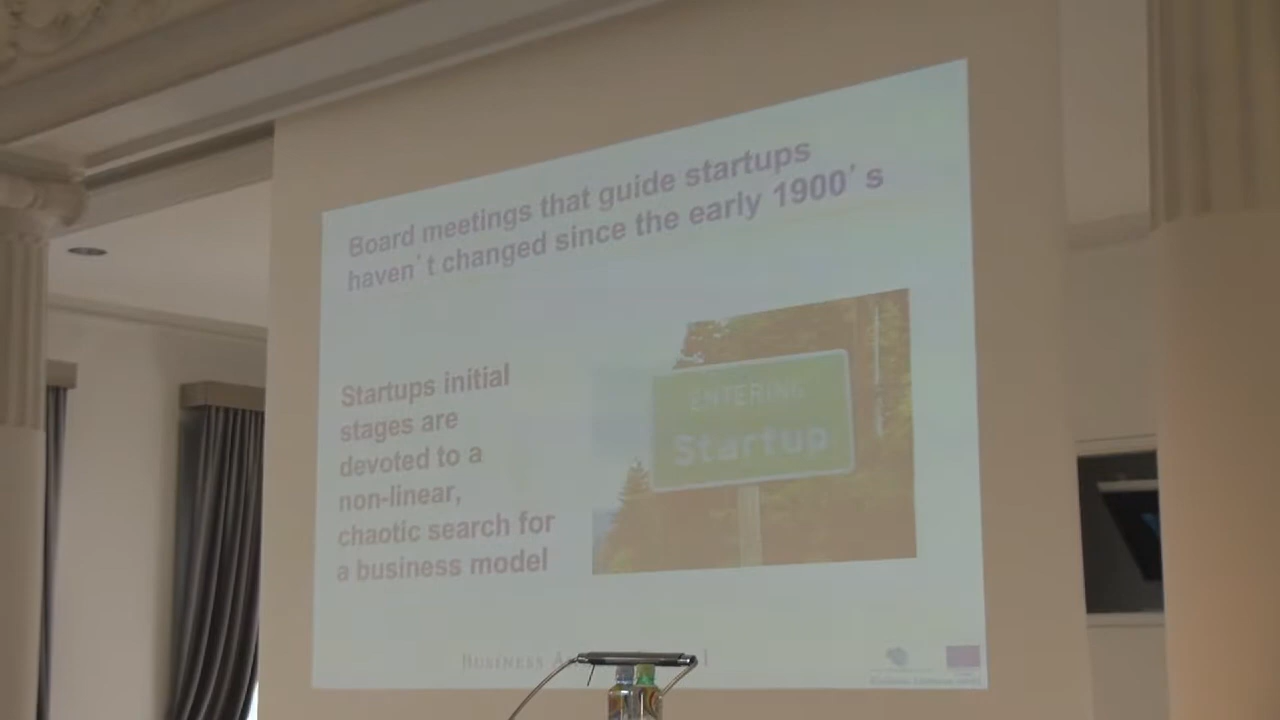 Board meetings that guide startups
haven't changed since the early 1900's
Startups initial
stages are
devoted to a
non-linear,
chaotic search for
a business model
ENTERING
Startup
BUSINESS